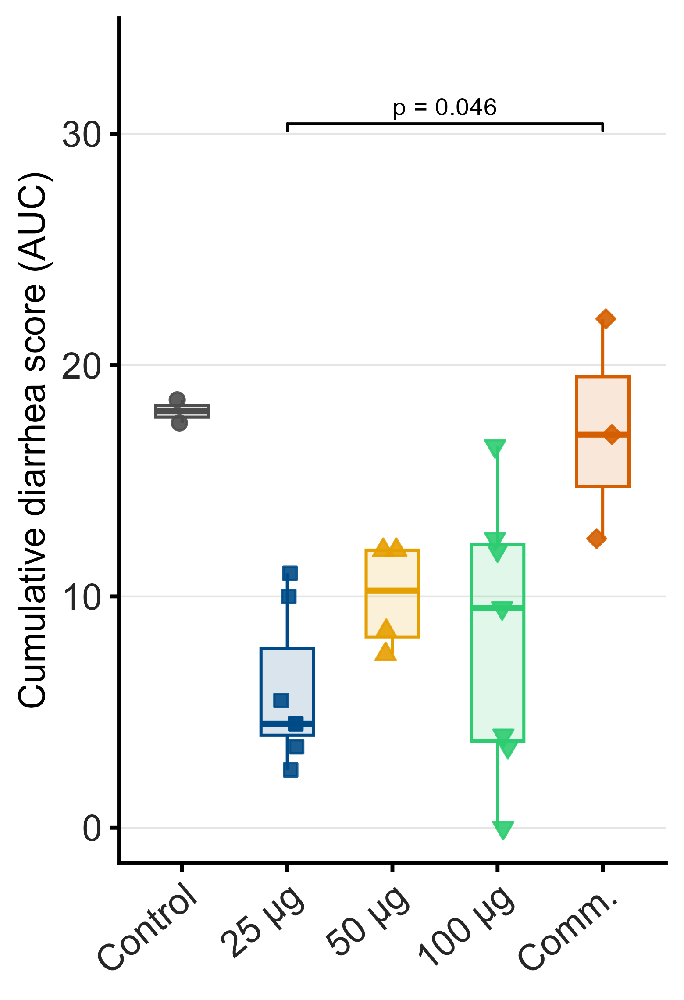 p = 0.046
Cumulative diarrhea score (AUC)
30
20
10
0
Control
25 µg
50 µg
100 µg
Comm.